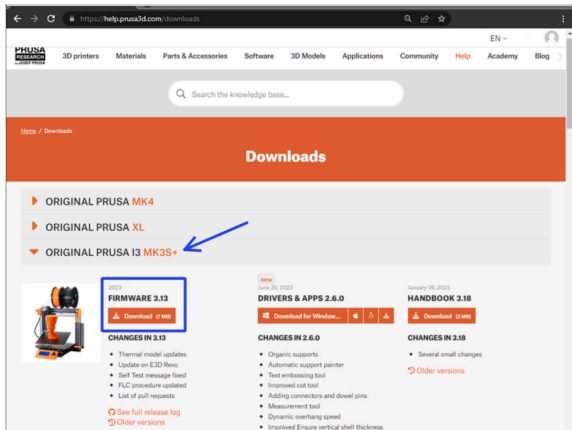 https://help.prusa3d.com/downloads
EN
PRUSA
RESEARCH
by JOSEF PRUSA
3D printers Materials Parts & Accessories Software 3D Models Applications Community Help Academy Blog
Search the knowledge base...
Home / Downloads
Downloads
ORIGINAL PRUSA MK4
ORIGINAL PRUSA XL
ORIGINAL PRUSA I3 MK3S+
2023
FIRMWARE 3.13
Download (7 MB)
CHANGES IN 3.13
Thermal model updates
Update on E3D Revo
Self Test message fixed
FLC procedure updated
List of pull requests
See full release log
Older versions
new
June 20, 2023
DRIVERS & APPS 2.6.0
Download for Window...
CHANGES IN 2.6.0
Organic supports
Automatic support painter
Text embossing tool
Improved cut tool
Adding connectors and dowel pins
Measurement tool
Dynamic overhang speed
Improved Ensure vertical shell thickness
January 26, 2023
HANDBOOK 3.18
Download (3 MB)
CHANGES IN 3.18
Several small changes
Older versions